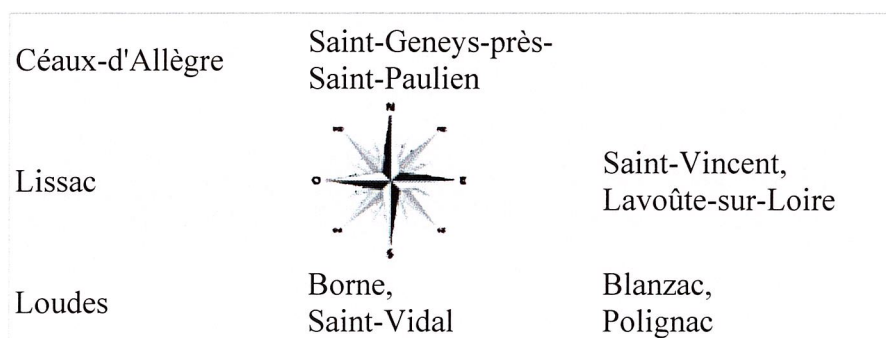 Céaux-d'Allègre
Saint-Geneys-près-
Saint-Paulien
N
O
E
S
Lissac
Saint-Vincent,
Lavoûte-sur-Loire
Loudes
Borne,
Saint-Vidal
Blanzac,
Polignac